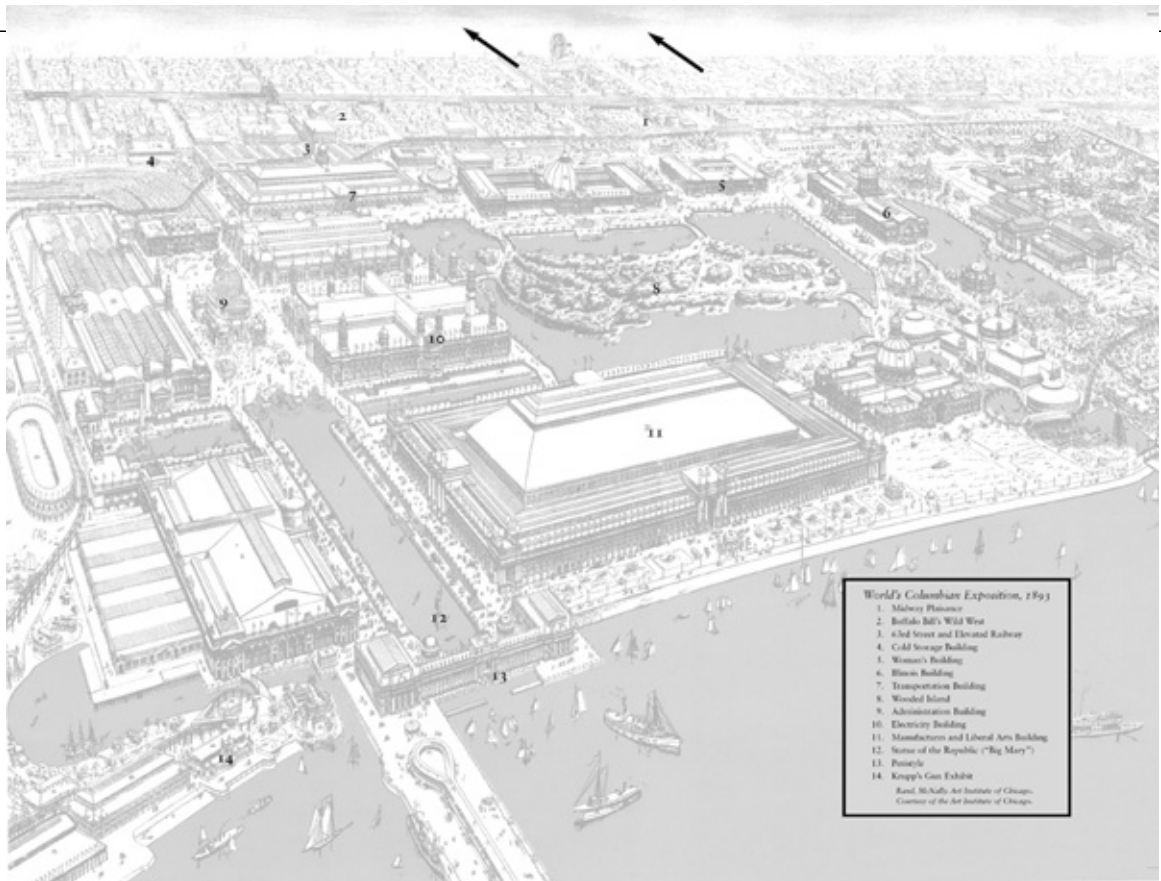 2
1
3
4
5
7
6
8
9
10
11
12
13
14
World's Columbian Exposition, 1893
1. Midway Plaisance
2. Buffalo Bill's Wild West
3. 63rd Street and Elevated Railway
4. Cold Storage Building
5. Woman's Building
6. Illinois Building
7. Transportation Building
8. Wooded Island
9. Administration Building
10. Electricity Building
11. Manufactures and Liberal Arts Building
12. Statue of the Republic ("Big Mary")
13. Peristyle
14. Krupp's Gun Exhibit
Rand, McNally. Art Institute of Chicago.
Courtesy of the Art Institute of Chicago.